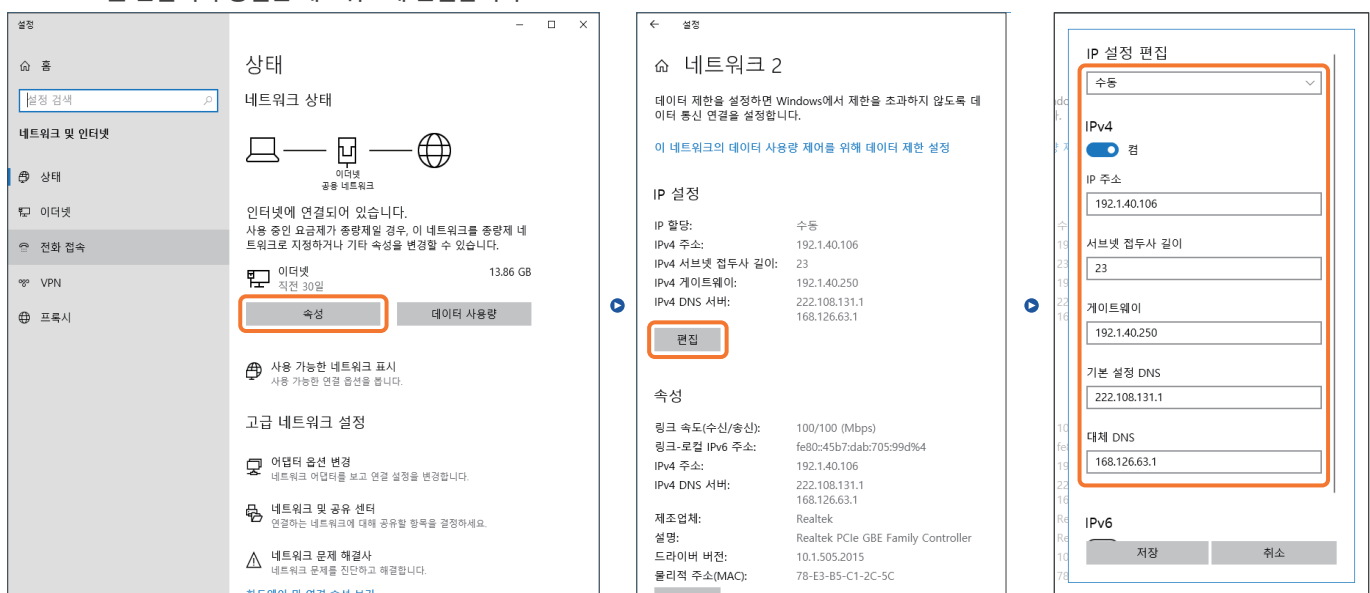 설정
홈
설정 검색
네트워크 및 인터넷
상태
이더넷
전화 접속
VPN
프록시
상태
네트워크 상태
이더넷
공용 네트워크
인터넷에 연결되어 있습니다.
사용 중인 요금제가 종량제일 경우, 이 네트워크를 종량제 네
트워크로 지정하거나 기타 속성을 변경할 수 있습니다.
이더넷 13.86 GB
직전 30일
속성 데이터 사용량
사용 가능한 네트워크 표시
사용 가능한 연결 옵션을 봅니다.
고급 네트워크 설정
어댑터 옵션 변경
네트워크 어댑터를 보고 연결 설정을 변경합니다.
네트워크 및 공유 센터
연결하는 네트워크에 대해 공유할 항목을 결정하세요.
네트워크 문제 해결사
네트워크 문제를 진단하고 해결합니다.
설정
네트워크 2
데이터 제한을 설정하면 Windows에서 제한을 초과하지 않도록 데
이터 통신 연결을 설정합니다.
이 네트워크의 데이터 사용량 제어를 위해 데이터 제한 설정
IP 설정
IP 할당: 수동
IPv4 주소: 192.1.40.106
IPv4 서브넷 접두사 길이: 23
IPv4 게이트웨이: 192.1.40.250
IPv4 DNS 서버: 222.108.131.1
168.126.63.1
편집
속성
링크 속도(수신/송신): 100/100 (Mbps)
링크-로컬 IPv6 주소: fe80::45b7:dab:705:99d%4
IPv4 주소: 192.1.40.106
IPv4 DNS 서버: 222.108.131.1
168.126.63.1
제조업체: Realtek
설명: Realtek PCIe GBE Family Controller
드라이버 버전: 10.1.505.2015
물리적 주소(MAC): 78-E3-B5-C1-2C-5C
IP 설정 편집
수동
IPv4
켬
IP 주소
192.1.40.106
서브넷 접두사 길이
23
게이트웨이
192.1.40.250
기본 설정 DNS
222.108.131.1
대체 DNS
168.126.63.1
IPv6
저장 취소